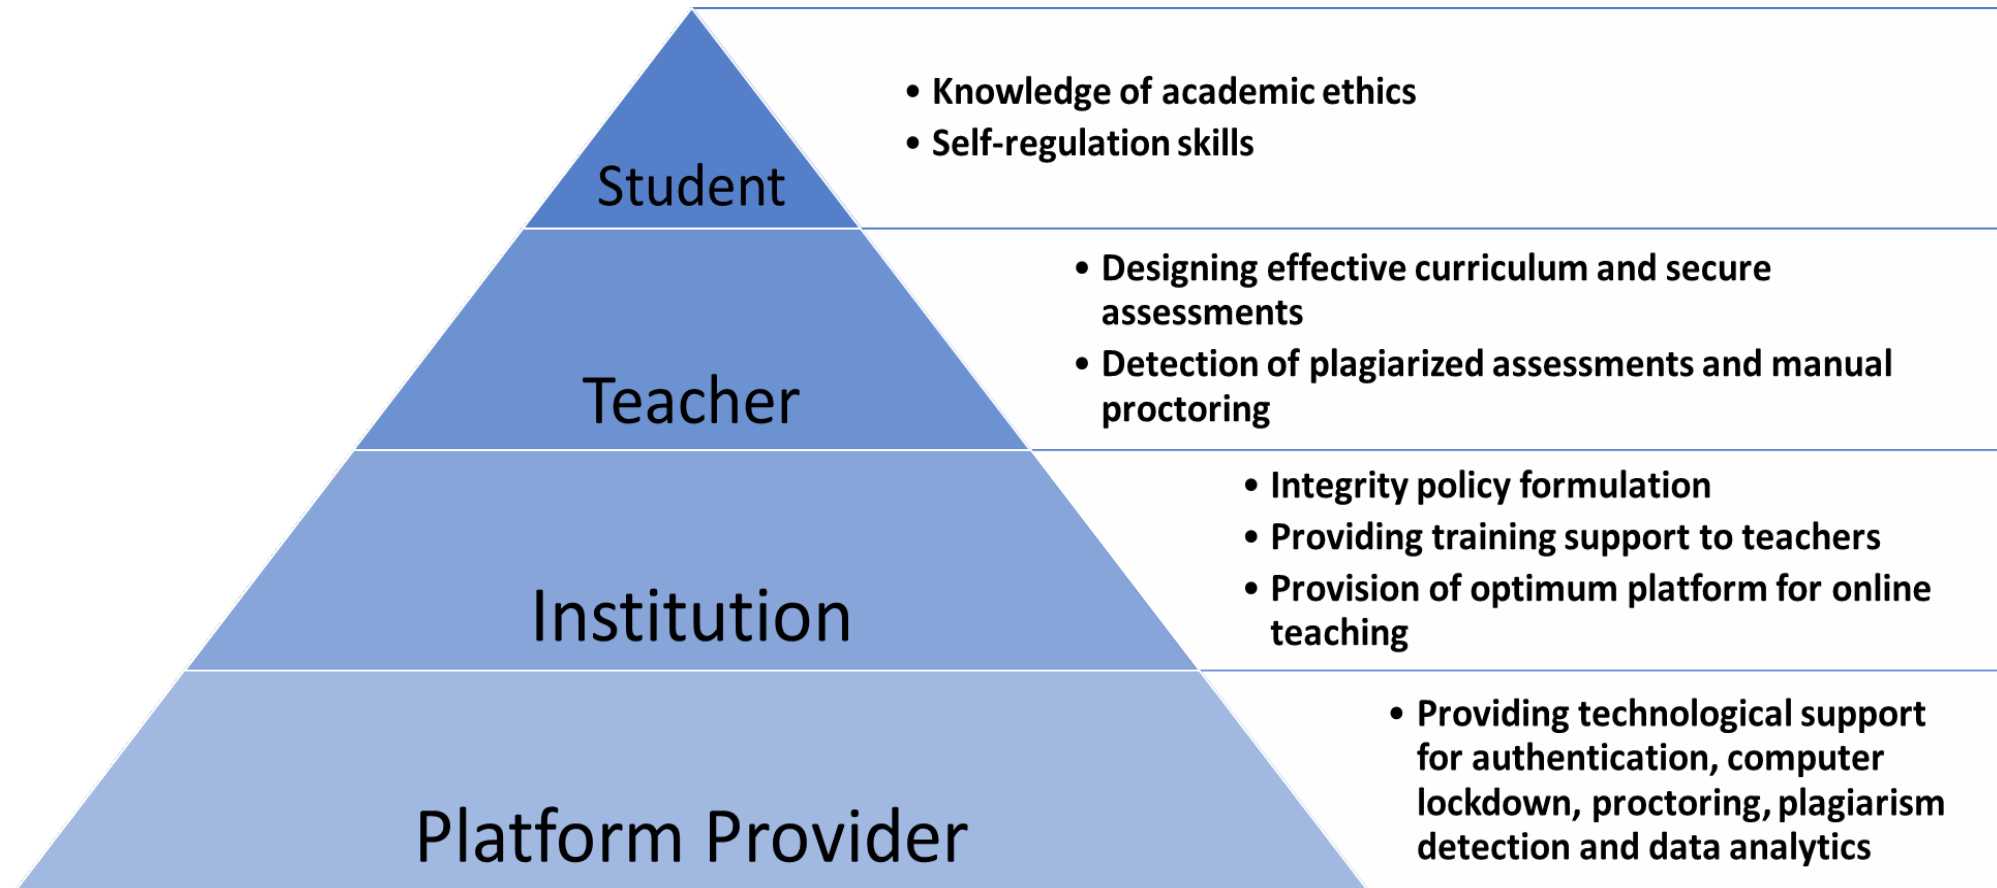 Student
• Knowledge of academic ethics
• Self-regulation skills
Teacher
• Designing effective curriculum and secure
assessments
• Detection of plagiarized assessments and manual
proctoring
Institution
• Integrity policy formulation
• Providing training support to teachers
• Provision of optimum platform for online
teaching
Platform Provider
• Providing technological support
for authentication, computer
lockdown, proctoring, plagiarism
detection and data analytics